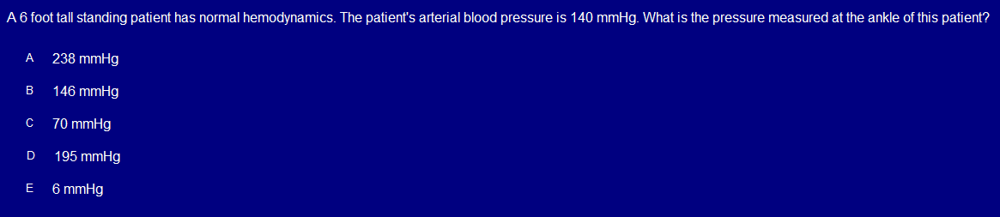 A 6 foot tall standing patient has normal hemodynamics. The patient's arterial blood pressure is 140 mmHg. What is the pressure measured at the ankle of this patient?
A 238 mmHg
B 146 mmHg
C 70 mmHg
D 195 mmHg
E 6 mmHg